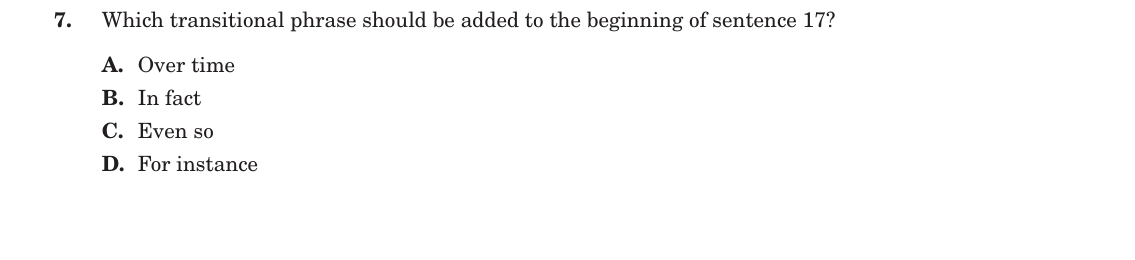 7. Which transitional phrase should be added to the beginning of sentence 17?
A. Over time
B. In fact
C. Even so
D. For instance